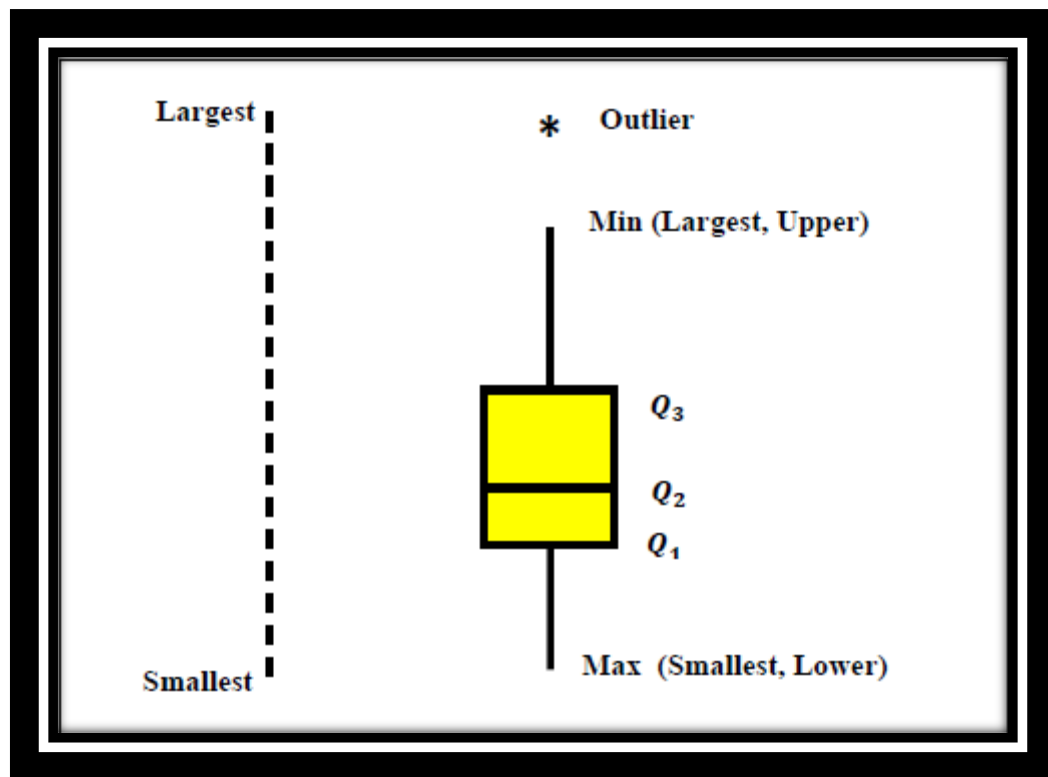 Largest
* Outlier
Min (Largest, Upper)
Q₃
Q₂
Q₁
Max (Smallest, Lower)
Smallest